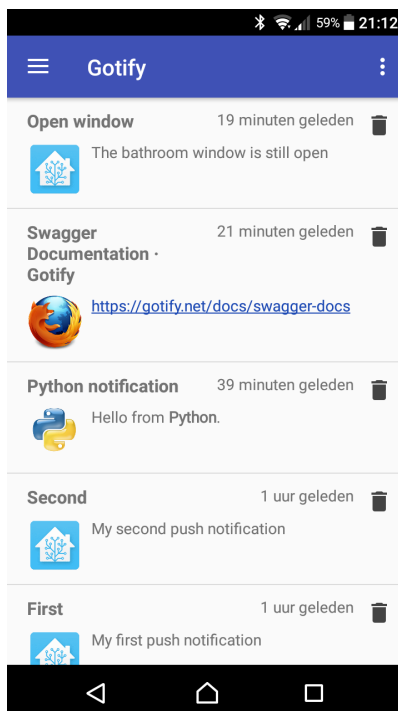 59% 21:12
Gotify
Open window 19 minuten geleden
The bathroom window is still open
Swagger 21 minuten geleden
Documentation ·
Gotify
https://gotify.net/docs/swagger-docs
Python notification 39 minuten geleden
Hello from Python.
Second 1 uur geleden
My second push notification
First 1 uur geleden
My first push notification